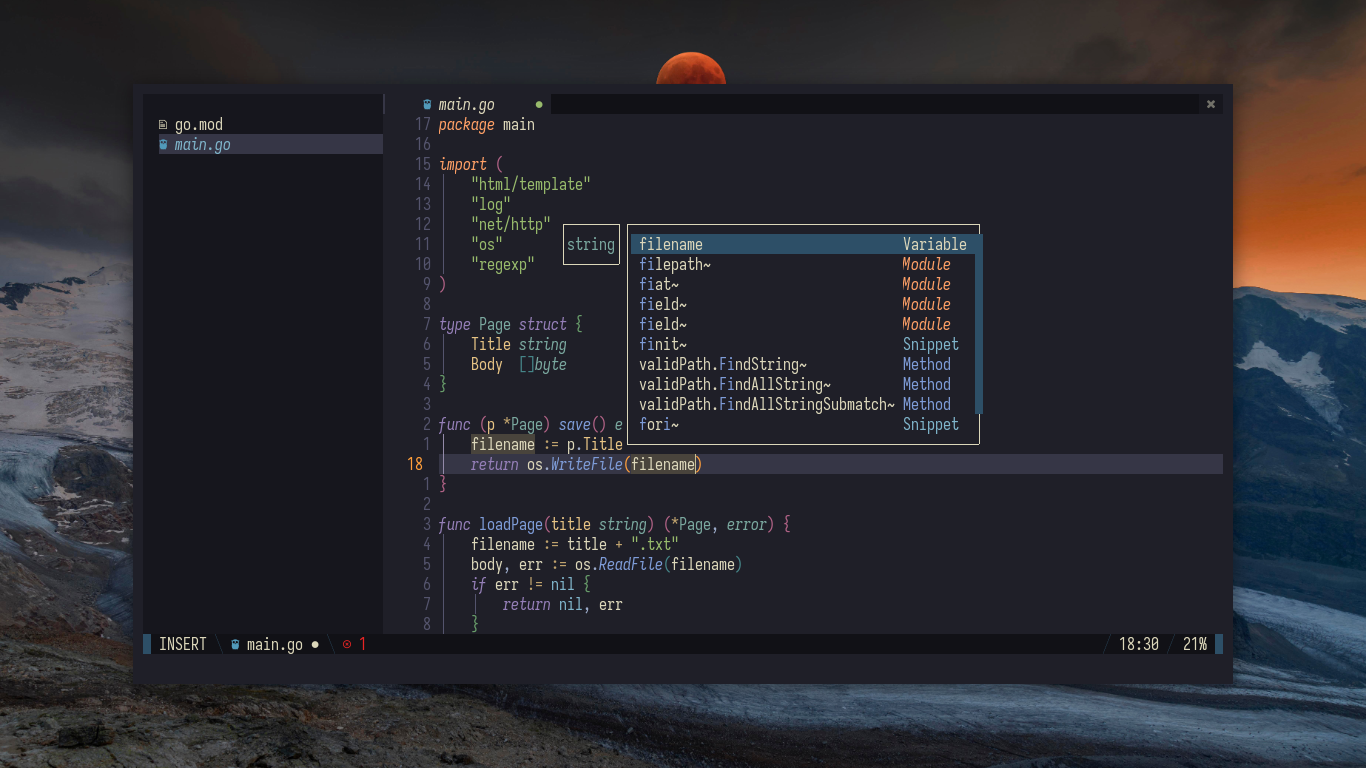 main.go
go.mod
main.go
17 package main
16
15 import (
14 "html/template"
13 "log"
12 "net/http"
11 "os"
10 "regexp"
9 )
8
7 type Page struct {
6 Title string
5 Body []byte
4 }
3
2 func (p *Page) save() e
1 filename := p.Title
18 return os.WriteFile(filename)
1 }
2
3 func loadPage(title string) (*Page, error) {
4 filename := title + ".txt"
5 body, err := os.ReadFile(filename)
6 if err != nil {
7 return nil, err
8 }
string
filename Variable
filepath~ Module
fiat~ Module
field~ Module
field~ Module
finit~ Snippet
validPath.FindString~ Method
validPath.FindAllString~ Method
validPath.FindAllStringSubmatch~ Method
fori~ Snippet
INSERT main.go ● 1 18:30 21%